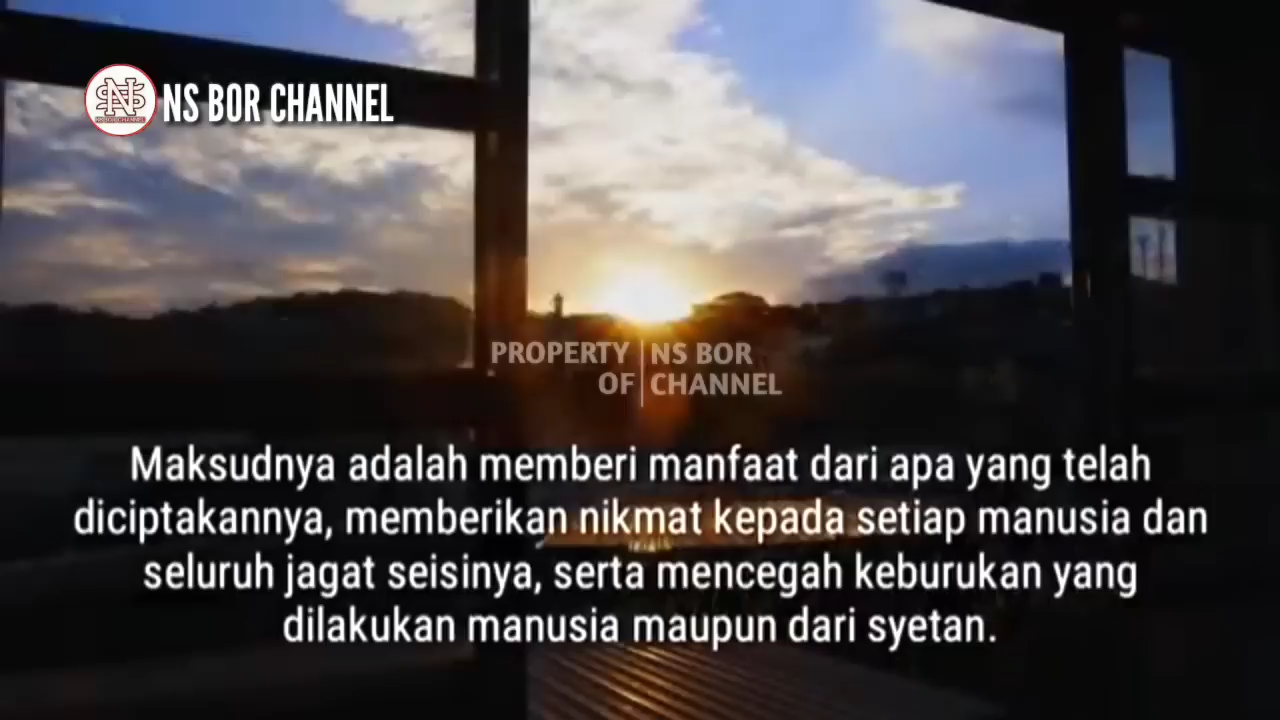 NS BOR CHANNEL
PROPERTY OF
NS BOR CHANNEL
Maksudnya adalah memberi manfaat dari apa yang telah
diciptakannya, memberikan nikmat kepada setiap manusia dan
seluruh jagat seisinya, serta mencegah keburukan yang
dilakukan manusia maupun dari syetan.